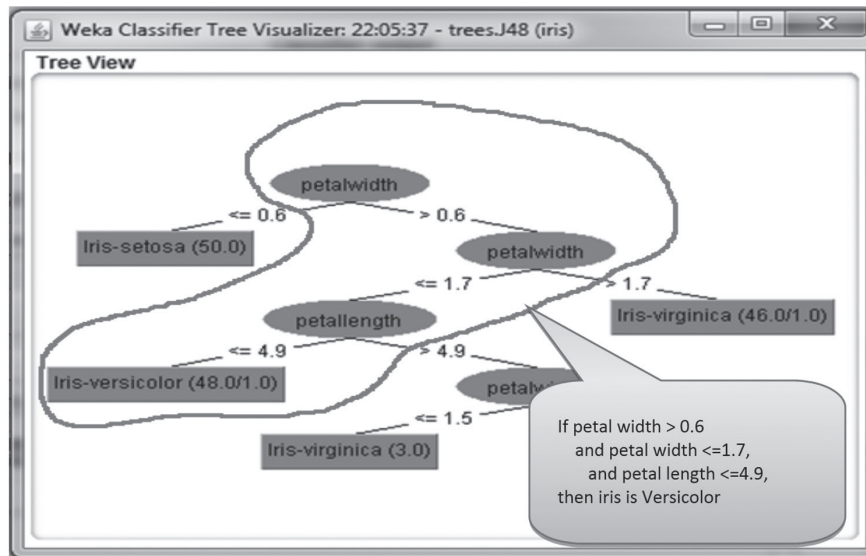 Weka Classifier Tree Visualizer: 22:05:37 - trees.J48 (iris)
Tree View
petalwidth
<= 0.6
> 0.6
Iris-setosa (50.0)
petalwidth
<= 1.7
> 1.7
petallength
Iris-virginica (46.0/1.0)
<= 4.9
> 4.9
Iris-versicolor (48.0/1.0)
<= 1.5
Iris-virginica (3.0)
If petal width > 0.6
and petal width <=1.7,
and petal length <=4.9,
then iris is Versicolor